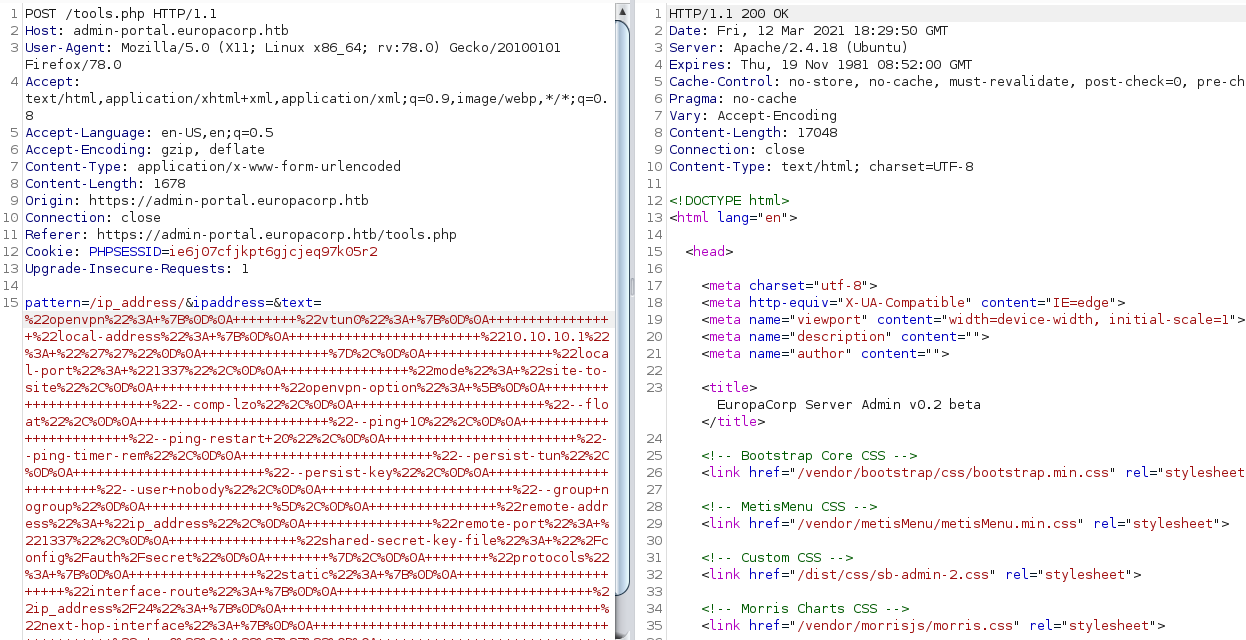 1 POST /tools.php HTTP/1.1
2 Host: admin-portal.europacorp.htb
3 User-Agent: Mozilla/5.0 (X11; Linux x86_64; rv:78.0) Gecko/20100101
Firefox/78.0
4 Accept:
text/html,application/xhtml+xml,application/xml;q=0.9,image/webp,*/*;q=0.
8
5 Accept-Language: en-US,en;q=0.5
6 Accept-Encoding: gzip, deflate
7 Content-Type: application/x-www-form-urlencoded
8 Content-Length: 1678
9 Origin: https://admin-portal.europacorp.htb
10 Connection: close
11 Referer: https://admin-portal.europacorp.htb/tools.php
12 Cookie: PHPSESSID=ie6j07cfjkpt6gjcjeq97k05r2
13 Upgrade-Insecure-Requests: 1
14
15 pattern=/ip_address/&ipaddress=&text=
%22openvpn%22%3A+%7B%0D%0A++++++++%22vtun0%22%3A+%7B%0D%0A+++++++++++++++
+%22local-address%22%3A+%7B%0D%0A++++++++++++++++++++++++%2210.10.10.1%22
%3A+%22%27%27%22%0D%0A++++++++++++++++%7D%2C%0D%0A++++++++++++++++%22loca
l-port%22%3A+%221337%22%2C%0D%0A++++++++++++++++%22mode%22%3A+%22site-to-
site%22%2C%0D%0A++++++++++++++++%22openvpn-option%22%3A+%5B%0D%0A++++++++
++++++++++++++++%22--comp-lzo%22%2C%0D%0A++++++++++++++++++++++++%22--flo
at%22%2C%0D%0A++++++++++++++++++++++++%22--ping+10%22%2C%0D%0A+++++++++++
+++++++++++++%22--ping-restart+20%22%2C%0D%0A++++++++++++++++++++++++%22-
-ping-timer-rem%22%2C%0D%0A++++++++++++++++++++++++%22--persist-tun%22%2C
%0D%0A++++++++++++++++++++++++%22--persist-key%22%2C%0D%0A+++++++++++++++
+++++++++%22--user+nobody%22%2C%0D%0A++++++++++++++++++++++++%22--group+n
ogroup%22%0D%0A++++++++++++++++%5D%2C%0D%0A++++++++++++++++%22remote-addr
ess%22%3A+%22ip_address%22%2C%0D%0A++++++++++++++++%22remote-port%22%3A+%
221337%22%2C%0D%0A++++++++++++++++%22shared-secret-key-file%22%3A+%22%2Fc
onfig%2Fauth%2Fsecret%22%0D%0A++++++++%7D%2C%0D%0A++++++++%22protocols%22
%3A+%7B%0D%0A++++++++++++++++%22static%22%3A+%7B%0D%0A+++++++++++++++++++
+++++%22interface-route%22%3A+%7B%0D%0A++++++++++++++++++++++++++++++++%2
2ip_address%2F24%22%3A+%7B%0D%0A++++++++++++++++++++++++++++++++++++++++%
22next-hop-interface%22%3A+%7B%0D%0A+++++++++++++++++++++++++++++++++++++
1 HTTP/1.1 200 OK
2 Date: Fri, 12 Mar 2021 18:29:50 GMT
3 Server: Apache/2.4.18 (Ubuntu)
4 Expires: Thu, 19 Nov 1981 08:52:00 GMT
5 Cache-Control: no-store, no-cache, must-revalidate, post-check=0, pre-ch
6 Pragma: no-cache
7 Vary: Accept-Encoding
8 Content-Length: 17048
9 Connection: close
10 Content-Type: text/html; charset=UTF-8
11
12 <!DOCTYPE html>
13 <html lang="en">
14
15 <head>
16
17 <meta charset="utf-8">
18 <meta http-equiv="X-UA-Compatible" content="IE=edge">
19 <meta name="viewport" content="width=device-width, initial-scale=1">
20 <meta name="description" content="">
21 <meta name="author" content="">
22
23 <title>
EuropaCorp Server Admin v0.2 beta
</title>
24
25 <!-- Bootstrap Core CSS -->
26 <link href="/vendor/bootstrap/css/bootstrap.min.css" rel="stylesheet
27
28 <!-- MetisMenu CSS -->
29 <link href="/vendor/metisMenu/metisMenu.min.css" rel="stylesheet">
30
31 <!-- Custom CSS -->
32 <link href="/dist/css/sb-admin-2.css" rel="stylesheet">
33
34 <!-- Morris Charts CSS -->
35 <link href="/vendor/morrisjs/morris.css" rel="stylesheet">